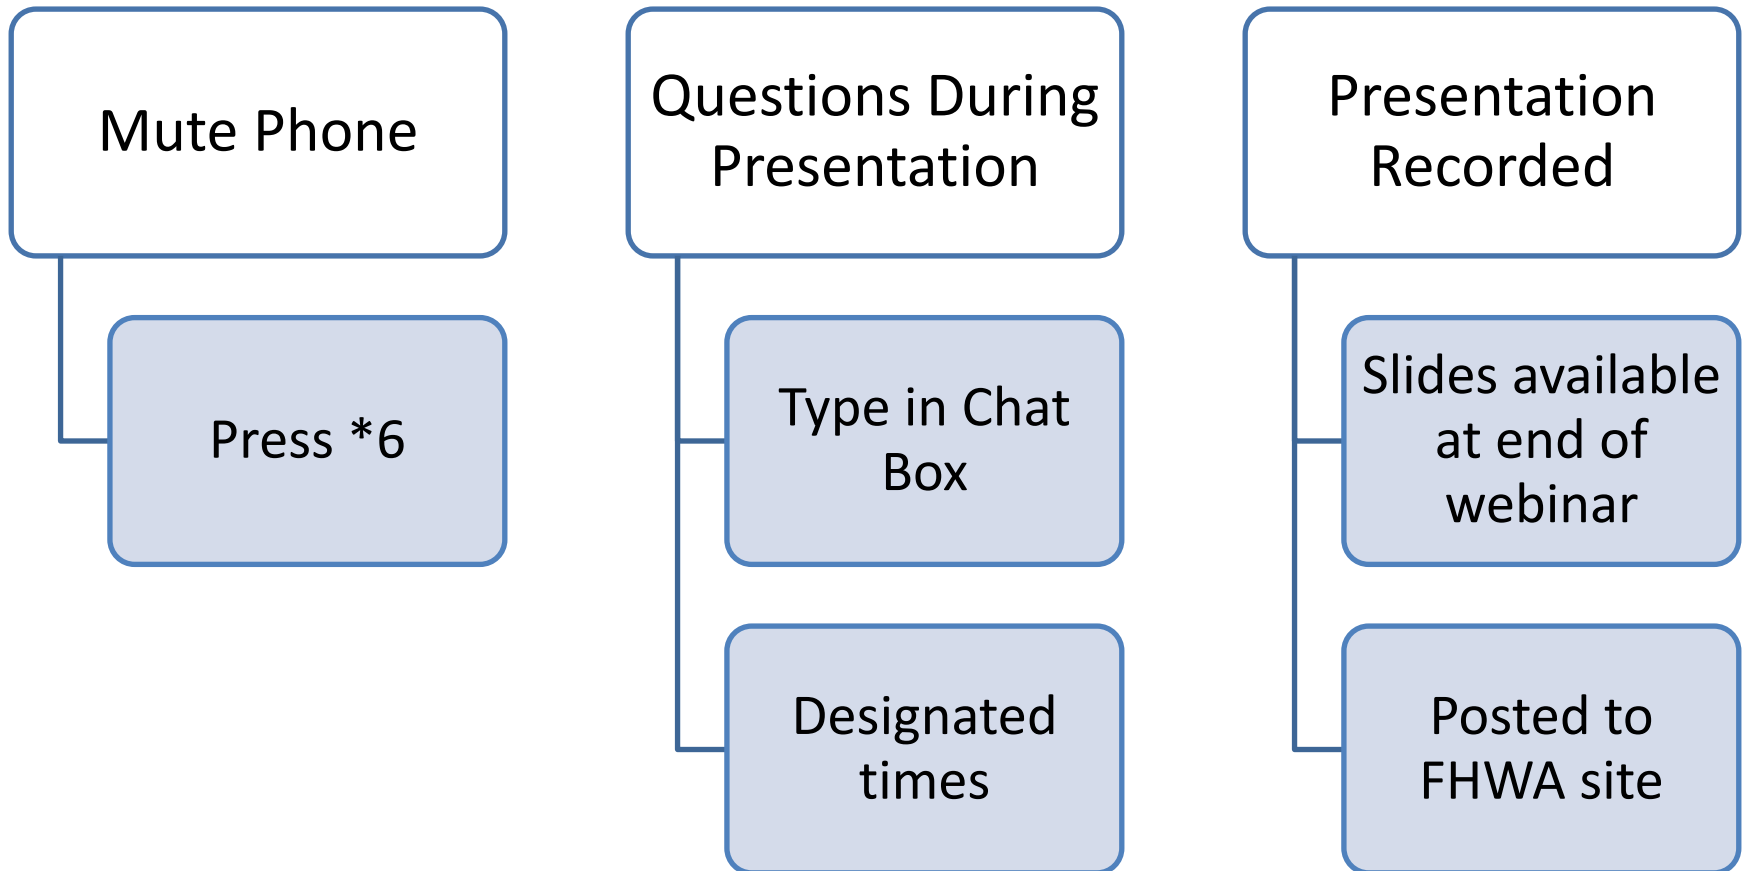 Mute Phone
Press *6
Questions During
Presentation
Type in Chat
Box
Designated
times
Presentation
Recorded
Slides available
at end of
webinar
Posted to
FHWA site